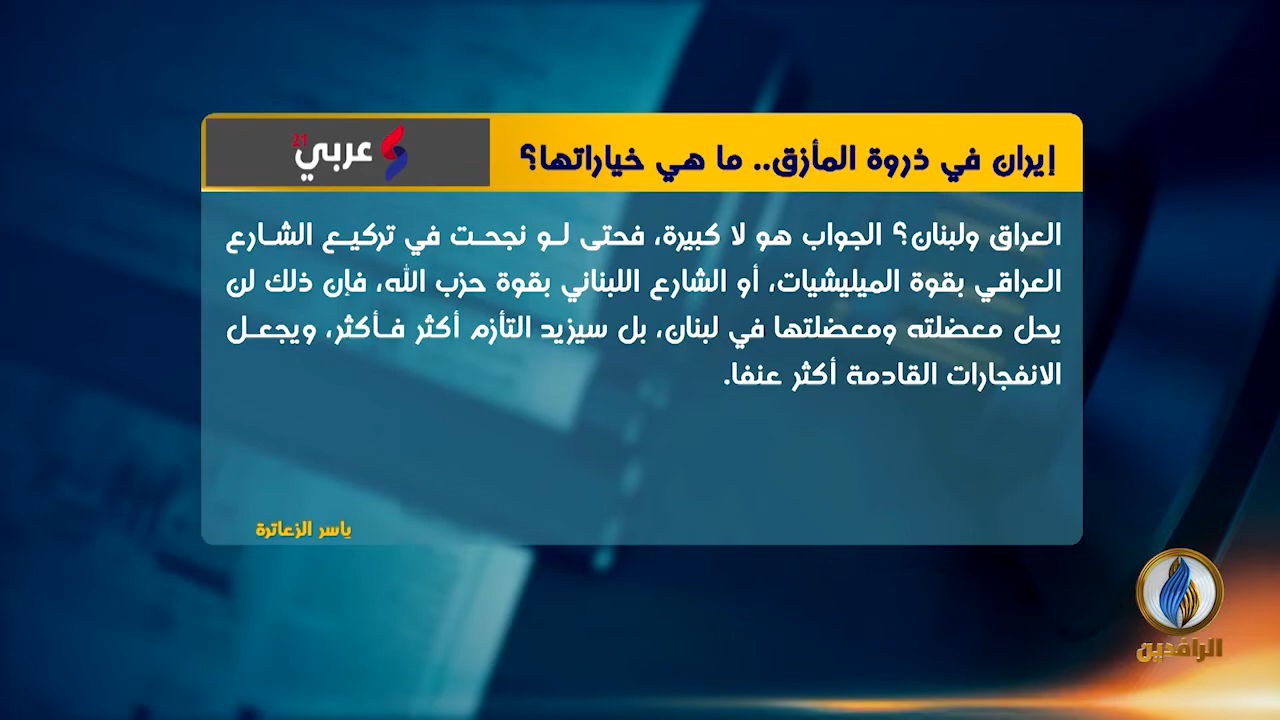 إيران في ذروة المأزق.. ما هي خياراتها؟
عربي 21
العراق ولبنان؟ الجواب هو لا كبيرة، فحتى لو نجحت في تركيع الشارع
العراقي بقوة الميليشيات، أو الشارع اللبناني بقوة حزب الله، فإن ذلك لن
يحل معضلته ومعضلتها في لبنان، بل سيزيد التأزم أكثر فأكثر، ويجعل
الانفجارات القادمة أكثر عنفا.
ياسر الزعاترة
الرافدين